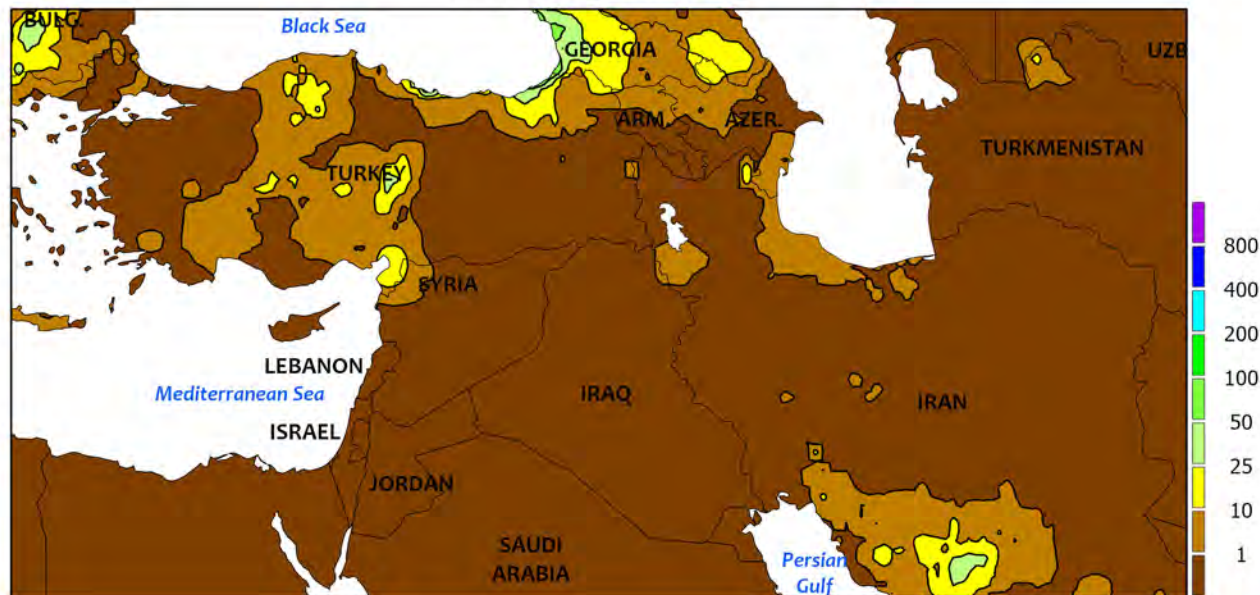 BULG.
Black Sea
GEORGIA
UZB
ARM.
AZER.
TURKMENISTAN
TURKEY
SYRIA
LEBANON
Mediterranean Sea
IRAQ
IRAN
ISRAEL
JORDAN
SAUDI
ARABIA
Persian
Gulf
800
400
200
100
50
25
10
1